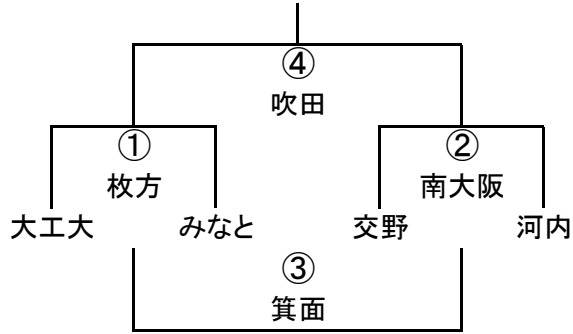 ④
吹田
①
②
枚方
南大阪
大工大
みなと
交野
河内
③
箕面